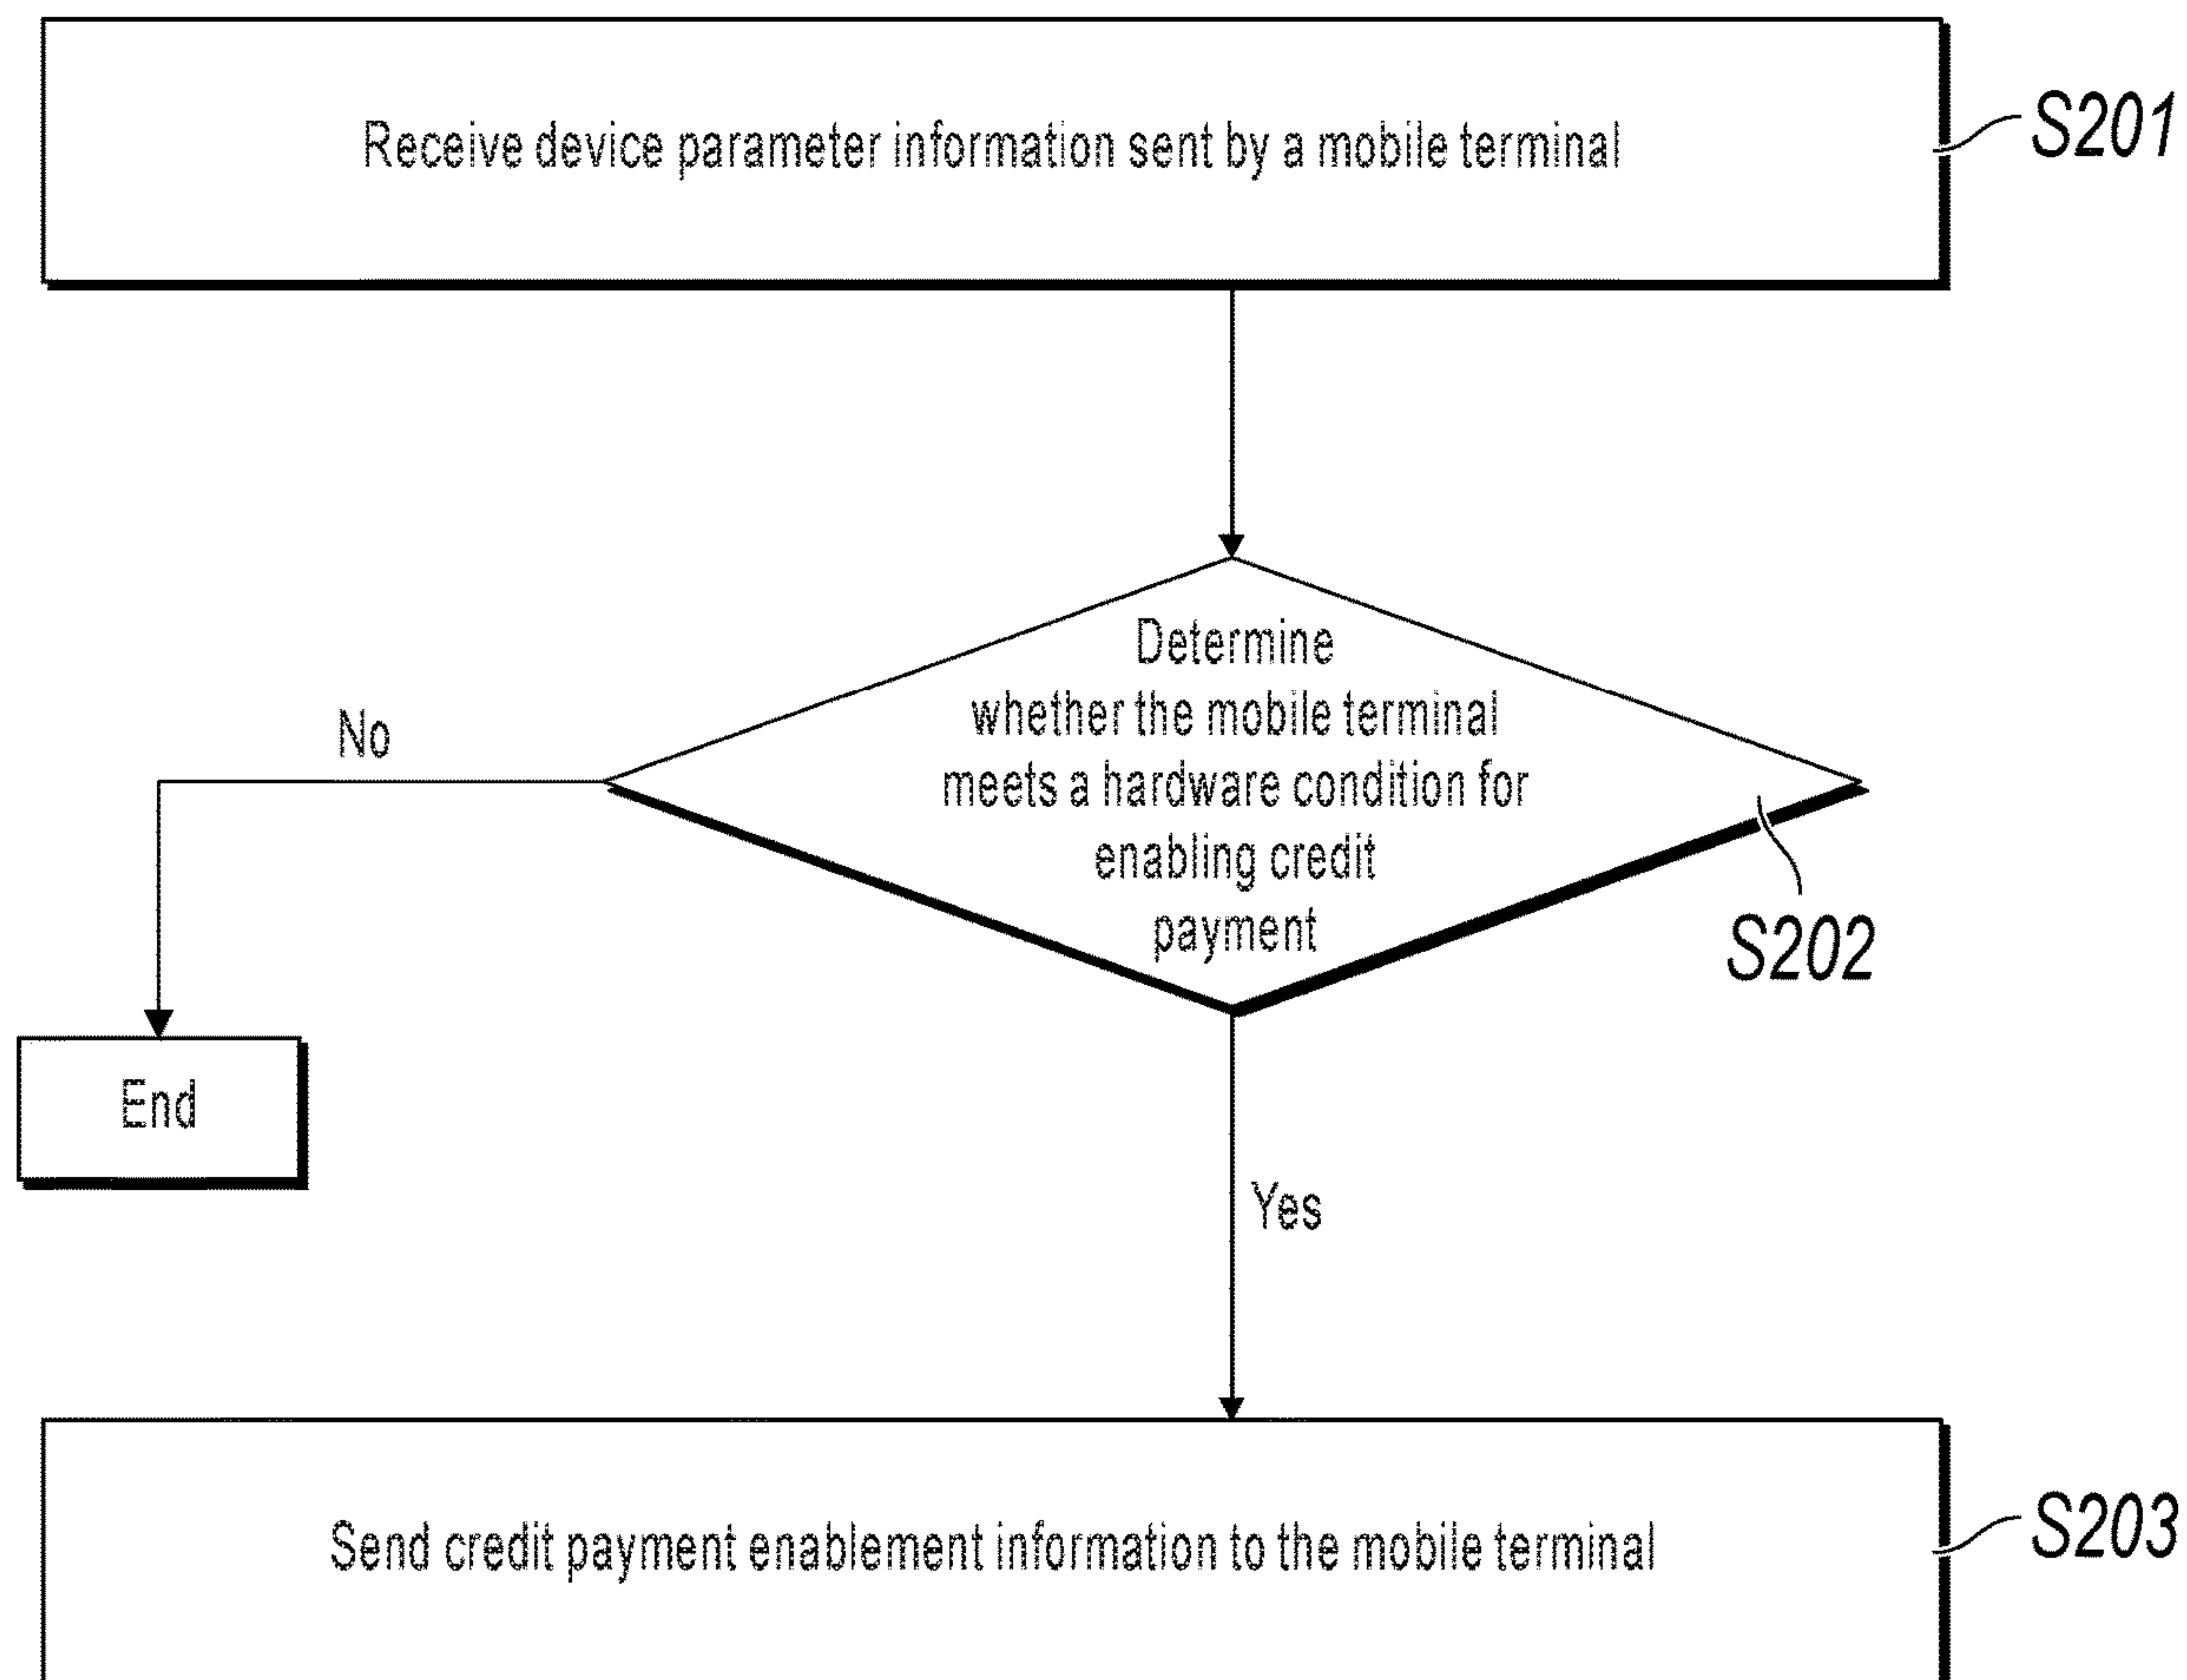 Receive device parameter information sent by a mobile terminal
S201
Determine
whether the mobile terminal
meets a hardware condition for
enabling credit
payment
No
S202
End
Yes
Send credit payment enablement information to the mobile terminal
S203